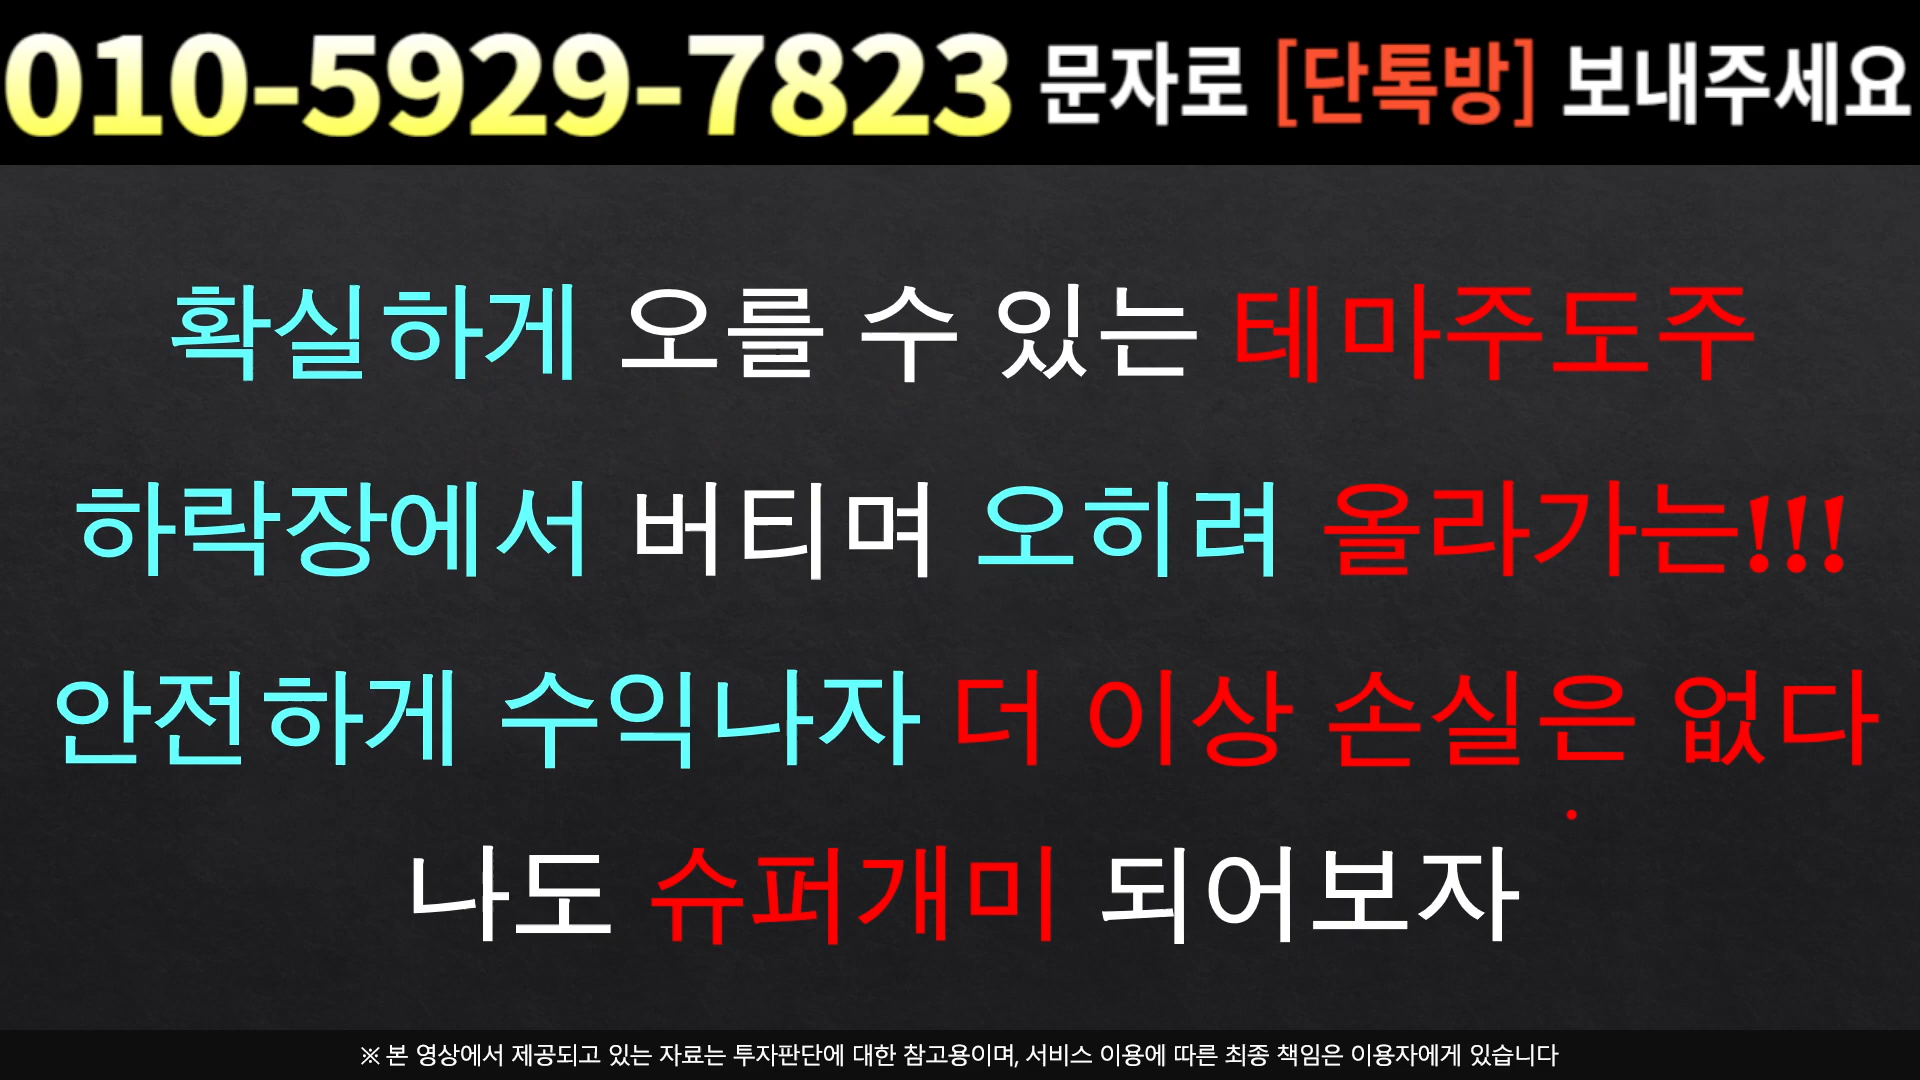 010-5929-7823 문자로 [단톡방] 보내주세요
확실하게 오를 수 있는 테마주도주
하락장에서 버티며 오히려 올라가는!!!
안전하게 수익나자 더 이상 손실은 없다
나도 슈퍼개미 되어보자
※ 본 영상에서 제공되고 있는 자료는 투자판단에 대한 참고용이며, 서비스 이용에 따른 최종 책임은 이용자에게 있습니다